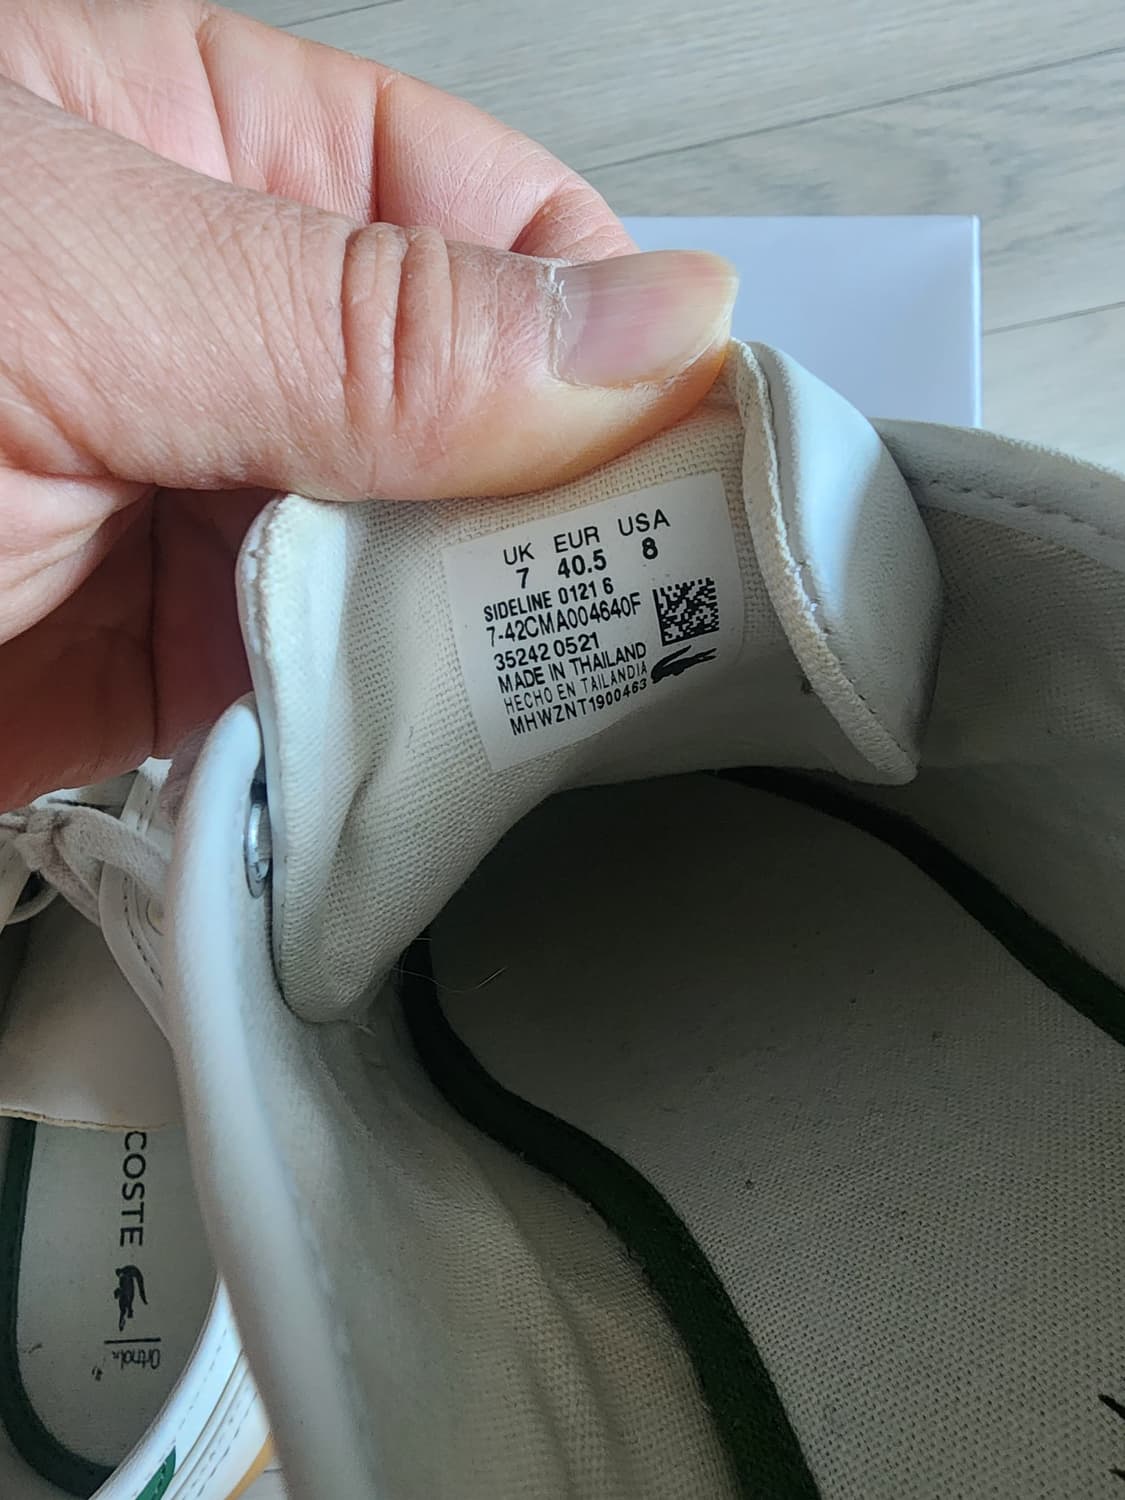 UK EUR USA
7 40.5 8
SIDELINE 0121 6
7-42CMA004640F
35242 0521
MADE IN THAILAND
HECHO EN TAILANDIA
MHWZNT1900463
COSTE